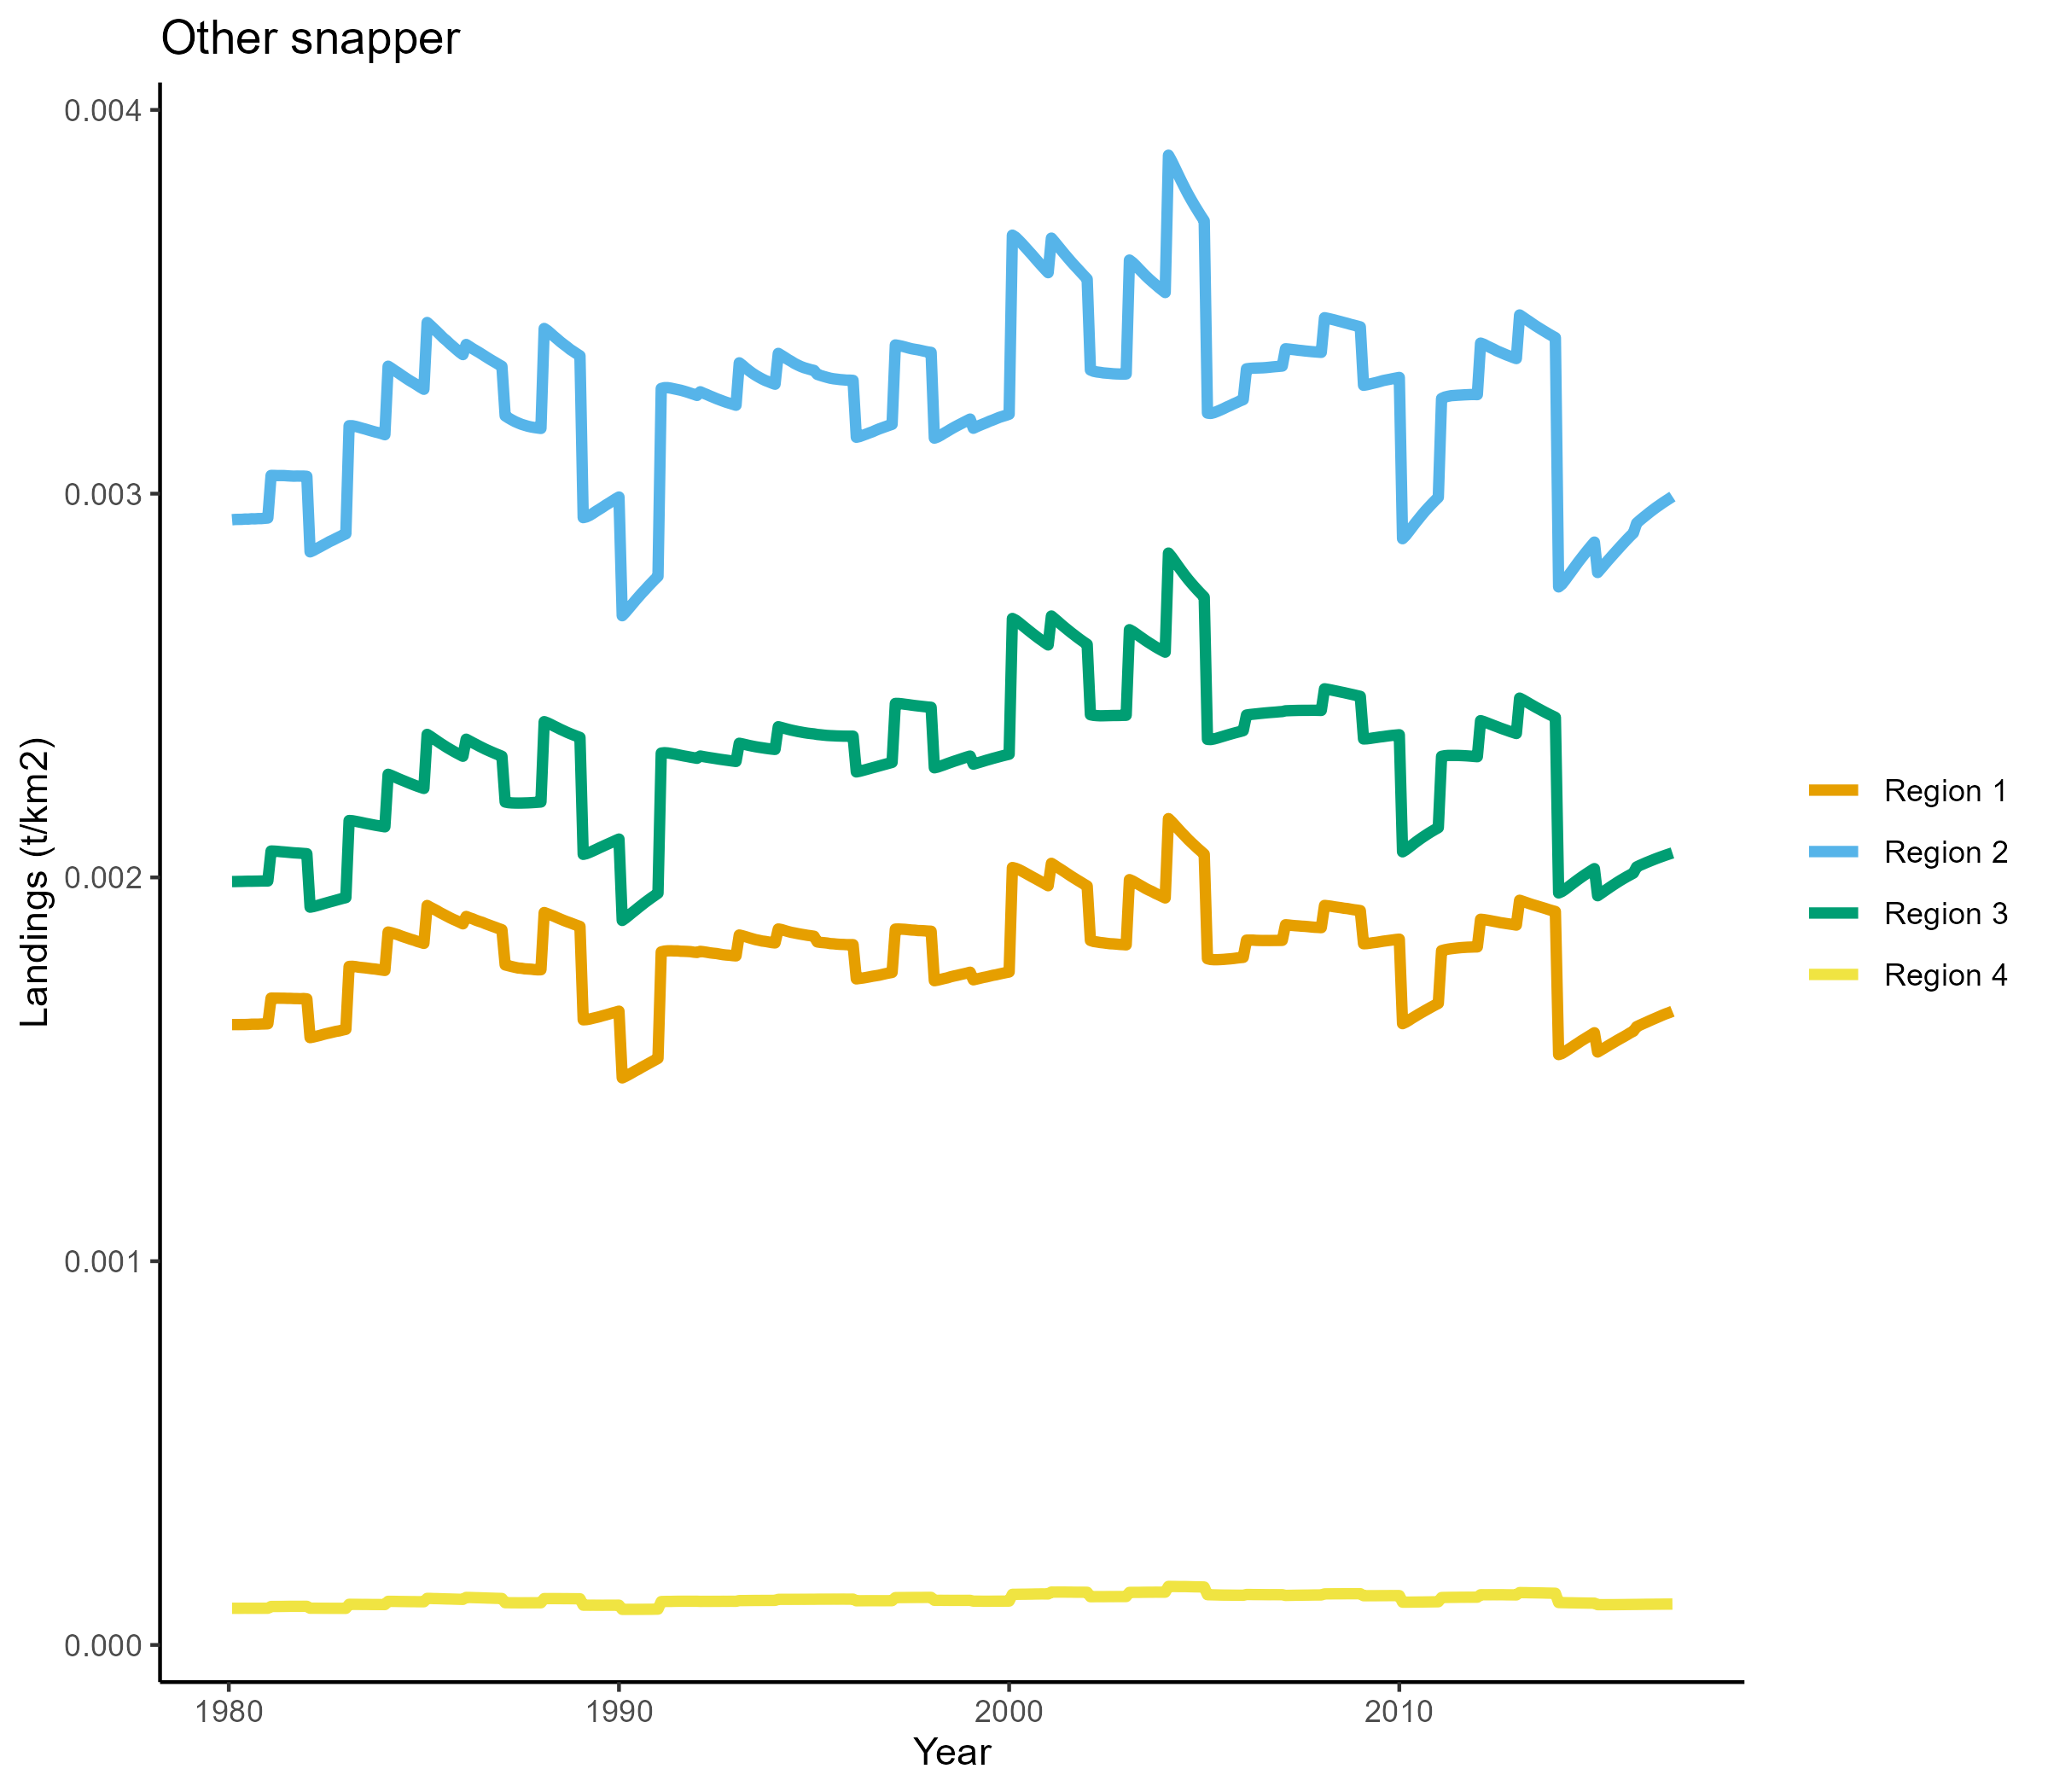 Other snapper
0.004
0.003
0.002
0.001
0.000
Landings (t/km2)
1980
1990
2000
2010
Year
Region 1
Region 2
Region 3
Region 4